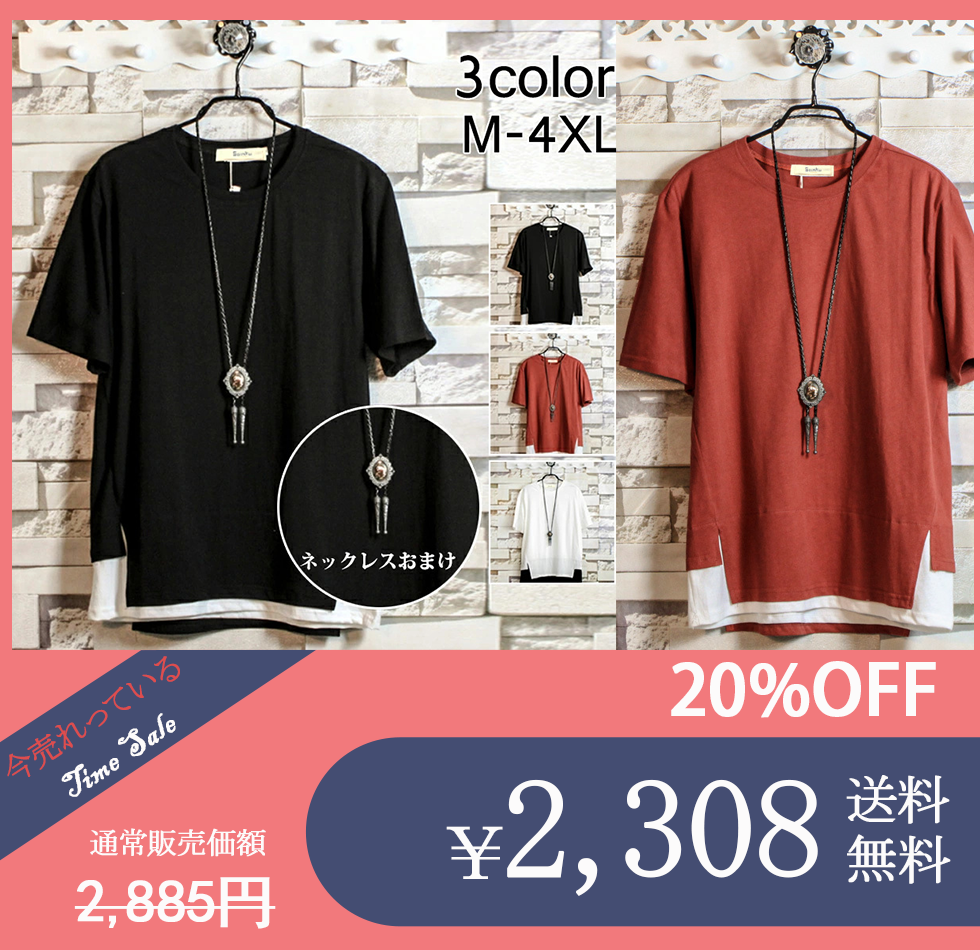 3color
M-4XL
ネックレスおまけ
今売れっている
Time Sale
20%OFF
通常販売価額
2,885円
¥2,308
送料
無料